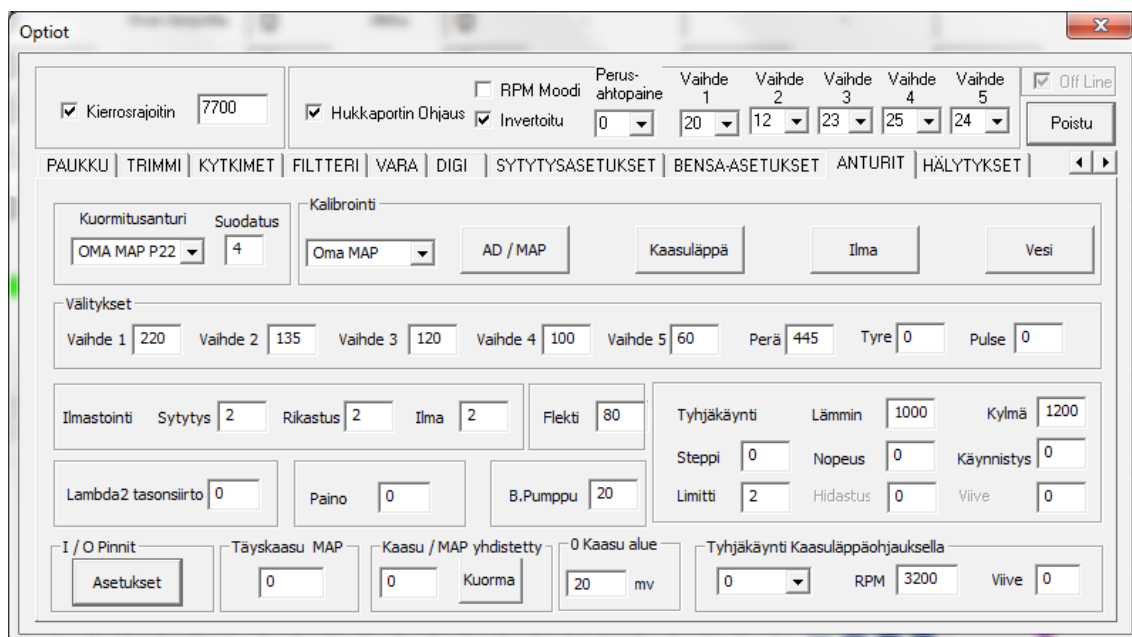 Optiot
Kierrosrajoitin 7700
Hukkaportin Ohjaus
RPM Moodi
Invertoitu
Perus-
ahtopaine
0
Vaihde
1
20
Vaihde
2
12
Vaihde
3
23
Vaihde
4
25
Vaihde
5
24
Off Line
Poistu
PAUKKU TRIMMI KYTKIMET FILTTERI VARA DIGI SYTYTYSASETUKSET BENSA-ASETUKSET ANTURIT HÄLYTYKSET
Kuormitusanturi Suodatus
OMA MAP P22 4
Kalibrointi
Oma MAP AD / MAP Kaasuläppä Ilma Vesi
Välitykset
Vaihde 1 220 Vaihde 2 135 Vaihde 3 120 Vaihde 4 100 Vaihde 5 60 Perä 445 Tyre 0 Pulse 0
Ilmastointi Sytytys 2 Rikastus 2 Ilma 2
Flekti 80
Tyhjäkäynti Lämmin 1000 Kylmä 1200
Steppi 0 Nopeus 0 Käynnistys 0
Limitti 2 Hidastus 0 Viive 0
Lambda2 tasonsiirto 0
Paino 0
B.Pumppu 20
I / O Pinnit
Asetukset
Täyskaasu MAP
0
Kaasu / MAP yhdistetty
0 Kuorma
0 Kaasu alue
20 mv
Tyhjäkäynti Kaasuläppäohjauksella
0 RPM 3200 Viive 0